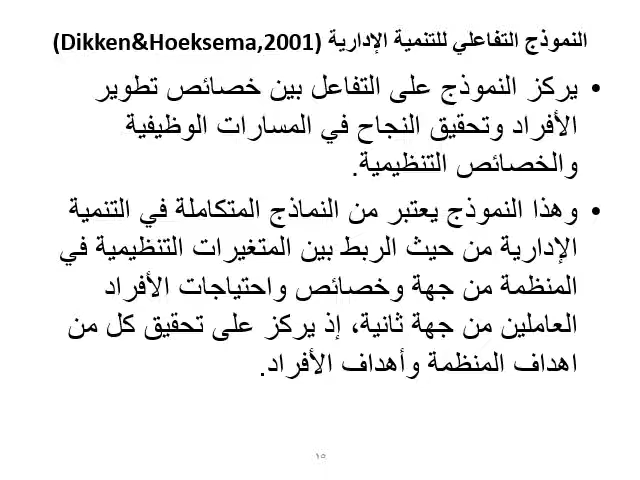 النموذج التفاعلي للتنمية الإدارية (Dikken&Hoeksema,2001)
• يركز النموذج على التفاعل بين خصائص تطوير
الأفراد وتحقيق النجاح في المسارات الوظيفية
والخصائص التنظيمية.
• وهذا النموذج يعتبر من النماذج المتكاملة في التنمية
الإدارية من حيث الربط بين المتغيرات التنظيمية في
المنظمة من جهة وخصائص واحتياجات الأفراد
العاملين من جهة ثانية، إذ يركز على تحقيق كل من
اهداف المنظمة وأهداف الأفراد.
١٥